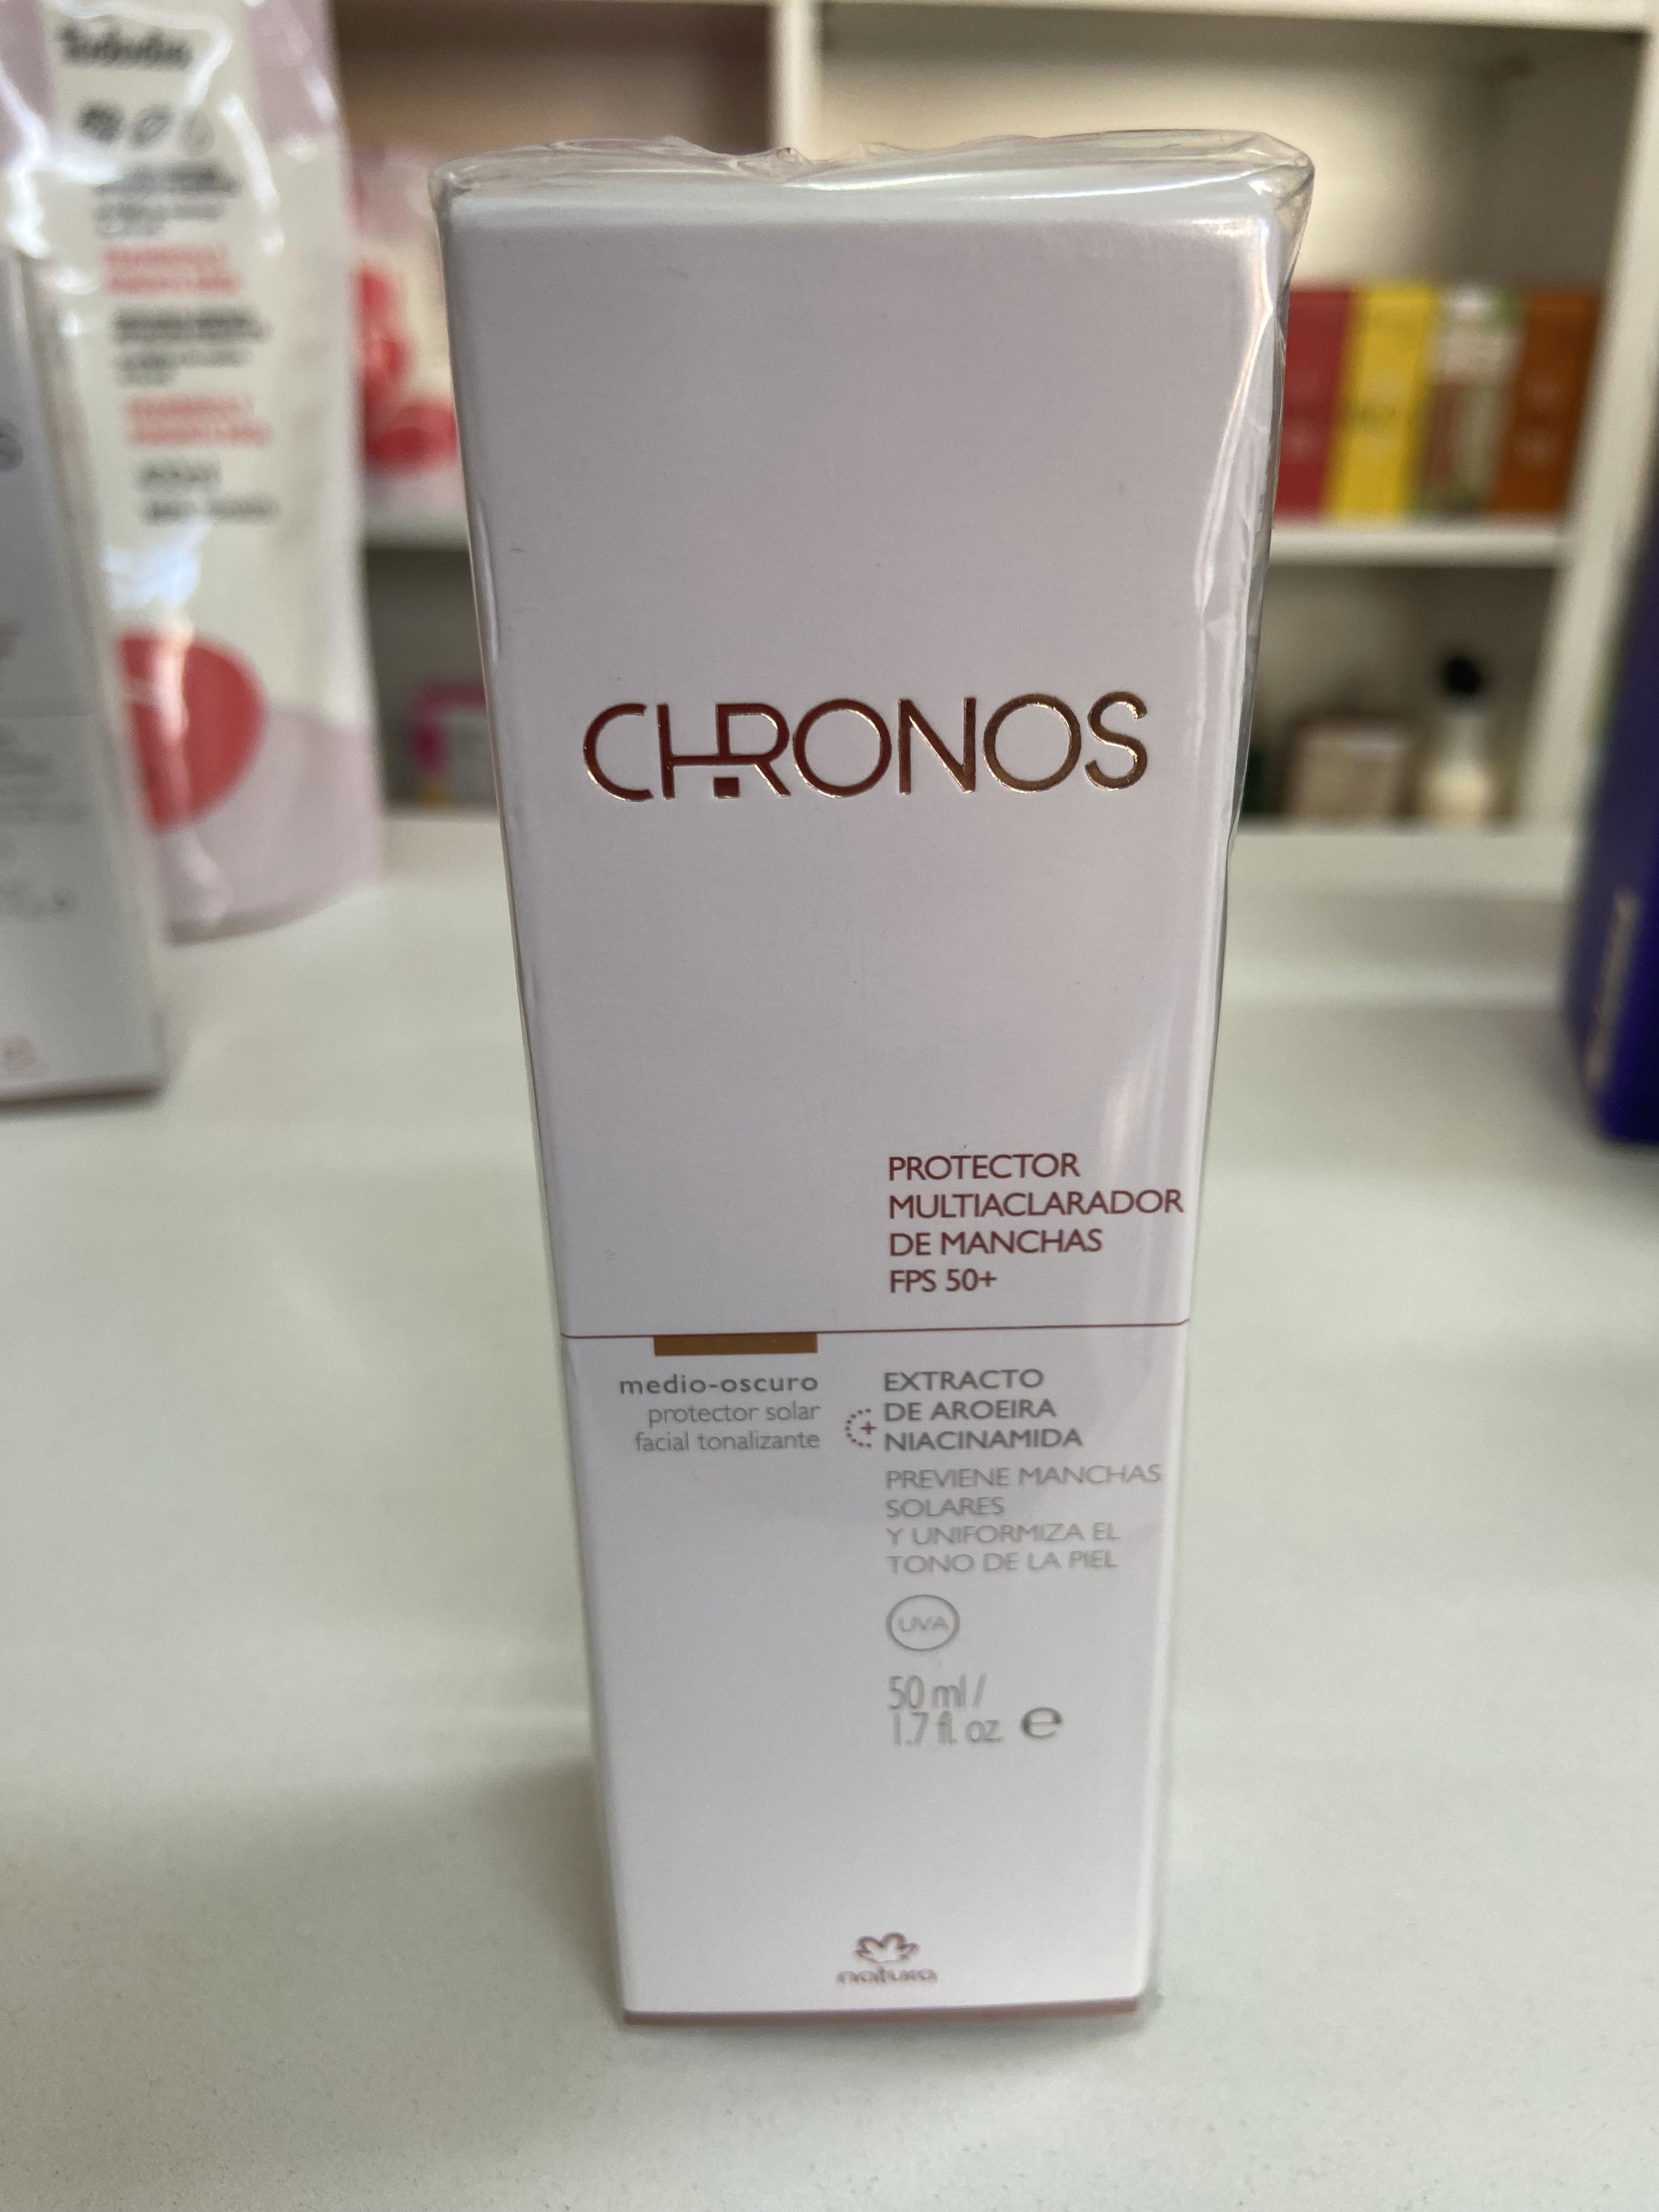 CHRONOS
PROTECTOR
MULTIACLARADOR
DE MANCHAS
FPS 50+
medio-oscuro
protector solar
facial tonalizante
EXTRACTO
DE AROEIRA
+
NIACINAMIDA
PREVIENE MANCHAS
SOLARES
Y UNIFORMIZA EL
TONO DE LA PIEL
UVA
50 ml /
1.7 fl. oz. ℮
natura